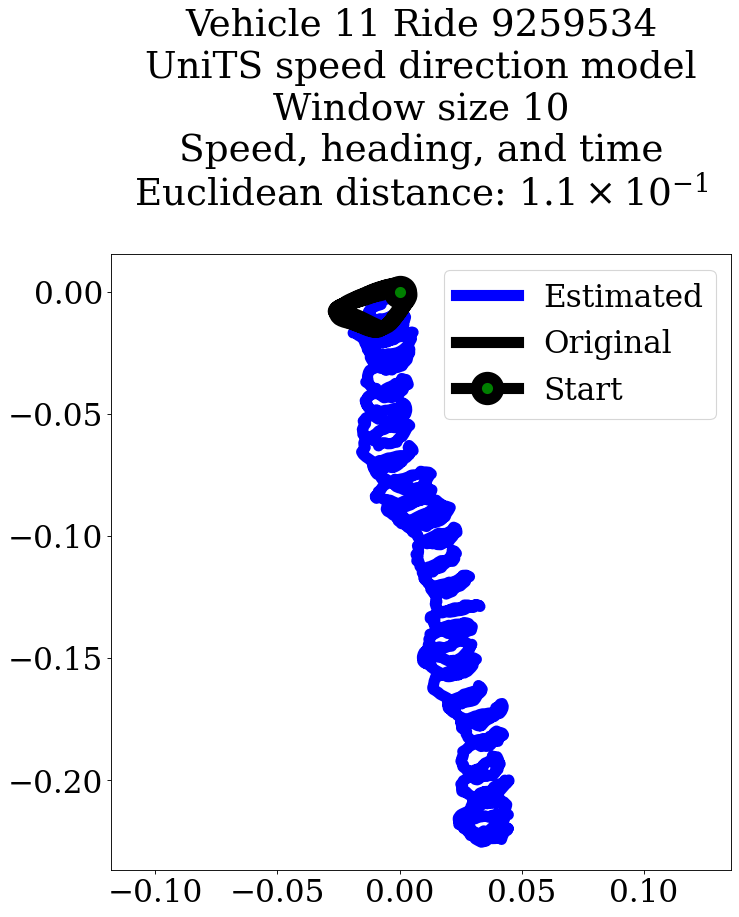 Vehicle 11 Ride 9259534
UniTS speed direction model
Window size 10
Speed, heading, and time
Euclidean distance: 1.1 × 10⁻¹
Estimated
Original
Start
0.00
−0.05
−0.10
−0.15
−0.20
−0.10 −0.05 0.00 0.05 0.10